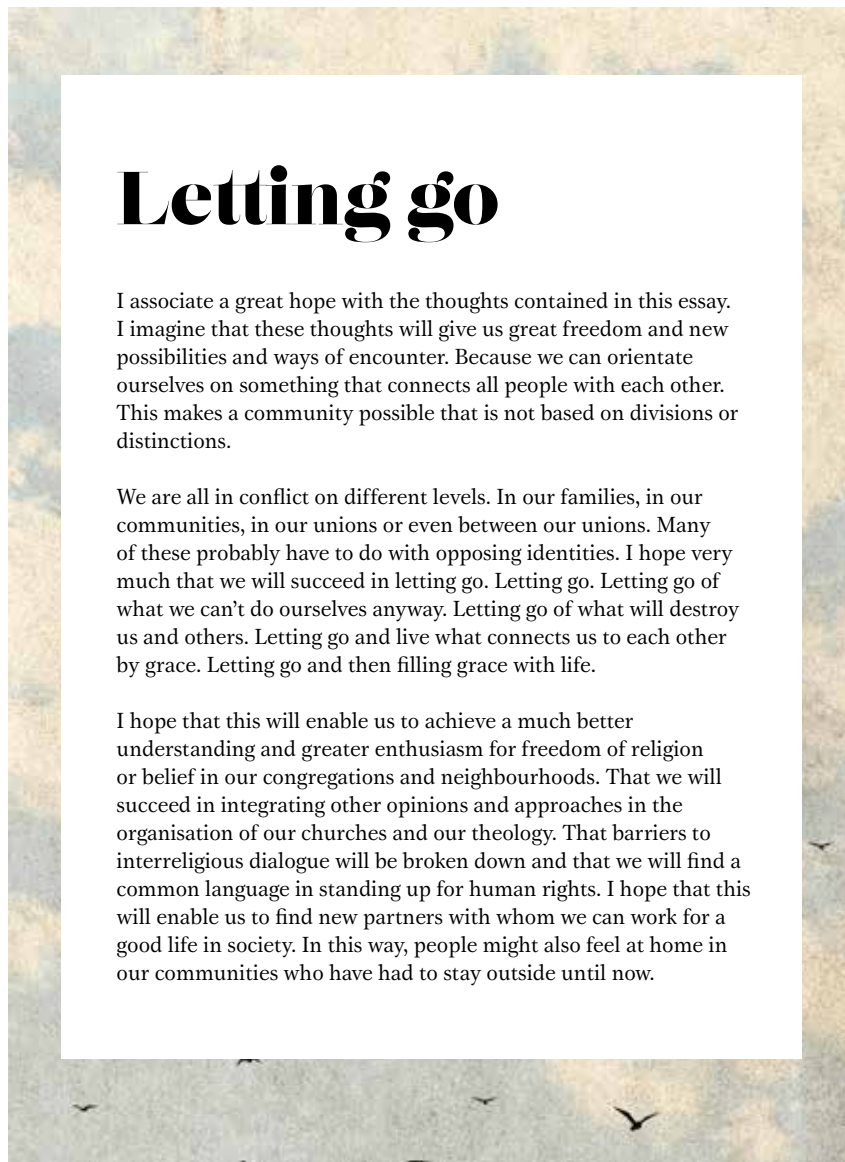 Letting go
I associate a great hope with the thoughts contained in this essay.
I imagine that these thoughts will give us great freedom and new
possibilities and ways of encounter. Because we can orientate
ourselves on something that connects all people with each other.
This makes a community possible that is not based on divisions or
distinctions.
We are all in conflict on different levels. In our families, in our
communities, in our unions or even between our unions. Many
of these probably have to do with opposing identities. I hope very
much that we will succeed in letting go. Letting go. Letting go of
what we can’t do ourselves anyway. Letting go of what will destroy
us and others. Letting go and live what connects us to each other
by grace. Letting go and then filling grace with life.
I hope that this will enable us to achieve a much better
understanding and greater enthusiasm for freedom of religion
or belief in our congregations and neighbourhoods. That we will
succeed in integrating other opinions and approaches in the
organisation of our churches and our theology. That barriers to
interreligious dialogue will be broken down and that we will find a
common language in standing up for human rights. I hope that this
will enable us to find new partners with whom we can work for a
good life in society. In this way, people might also feel at home in
our communities who have had to stay outside until now.